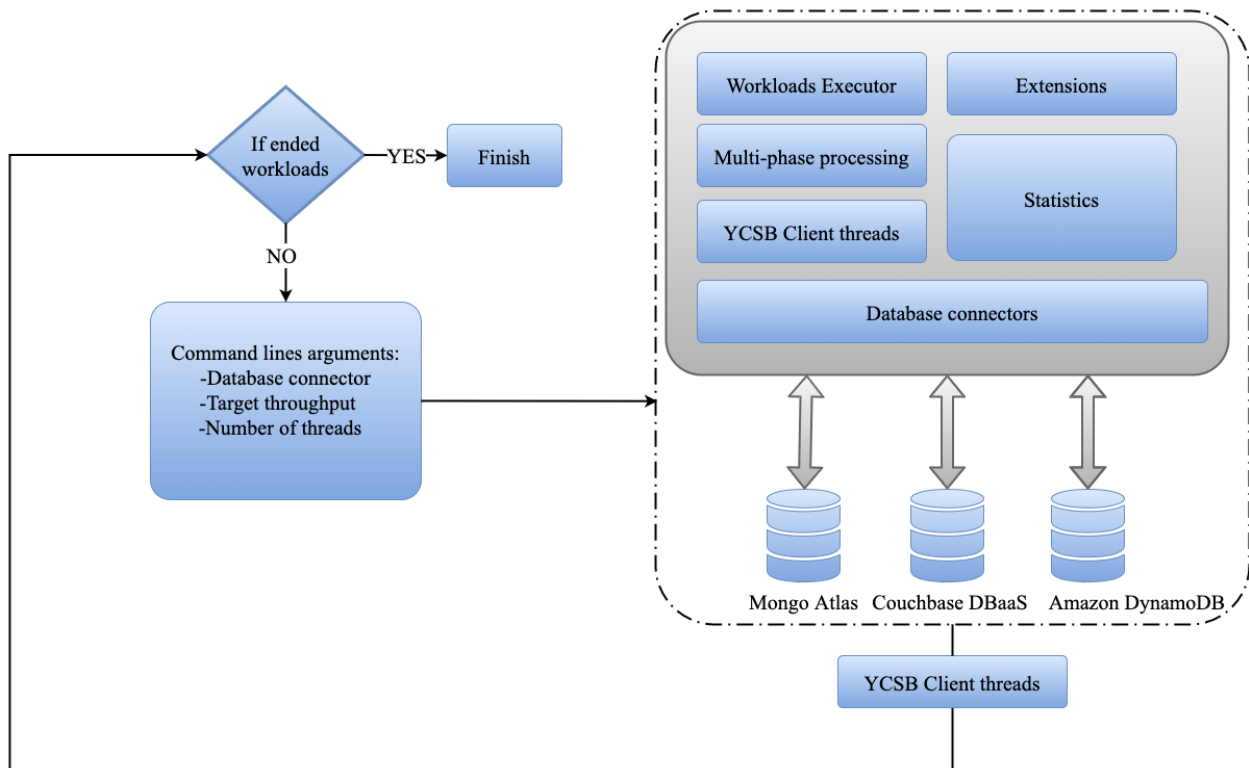 If ended
workloads
YES
Finish
NO
Command lines arguments:
-Database connector
-Target throughput
-Number of threads
Workloads Executor
Extensions
Multi-phase processing
Statistics
YCSB Client threads
Database connectors
Mongo Atlas
Couchbase DBaaS
Amazon DynamoDB
YCSB Client threads